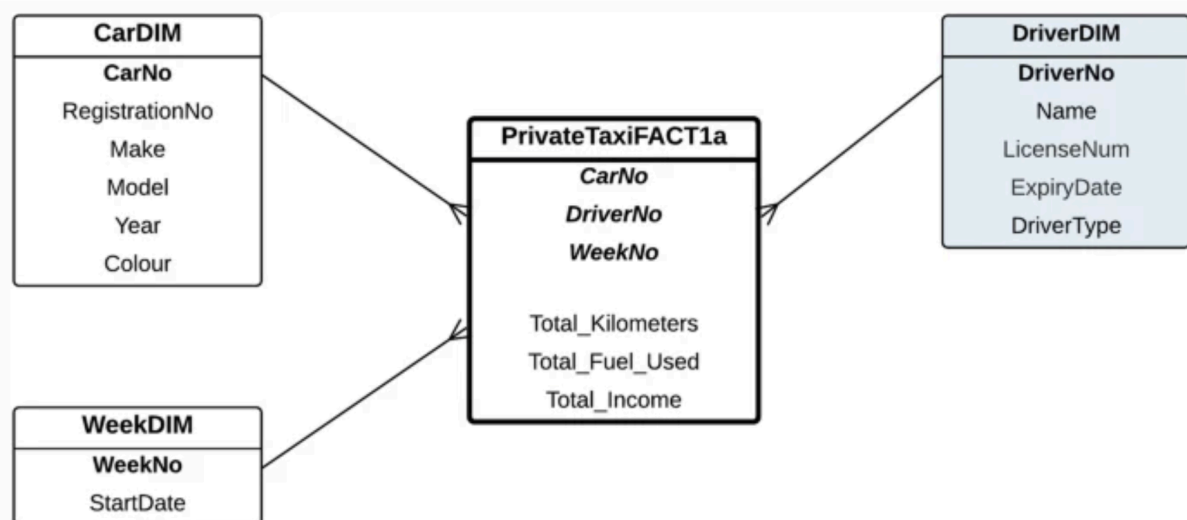 CarDIM
CarNo
RegistrationNo
Make
Model
Year
Colour
DriverDIM
DriverNo
Name
LicenseNum
ExpiryDate
DriverType
PrivateTaxiFACT1a
CarNo
DriverNo
WeekNo
Total_Kilometers
Total_Fuel_Used
Total_Income
WeekDIM
WeekNo
StartDate